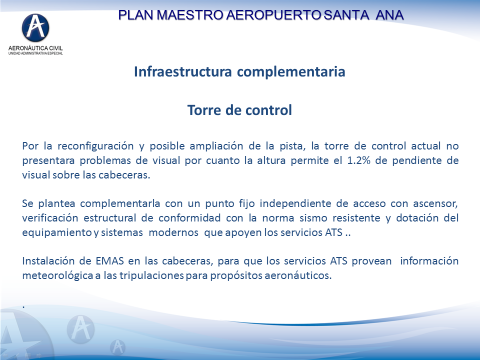 PLAN MAESTRO AEROPUERTO SANTA  ANA
AERONÁUTICA CIVIL
UNIDAD ADMINISTRATIVA ESPECIAL
Infraestructura complementaria
Torre de control
Por la reconfiguración y posible ampliación de la pista, la torre de control actual no
presentara problemas de visual por cuanto la altura permite el 1.2% de pendiente de
visual sobre las cabeceras.
Se plantea complementarla con un punto fijo independiente de acceso con ascensor,
verificación estructural de conformidad con la norma sismo resistente y dotación del
equipamiento y sistemas  modernos  que apoyen los servicios ATS ..
Instalación de EMAS en las cabeceras, para que los servicios ATS provean  información
meteorológica a las tripulaciones para propósitos aeronáuticos.
.